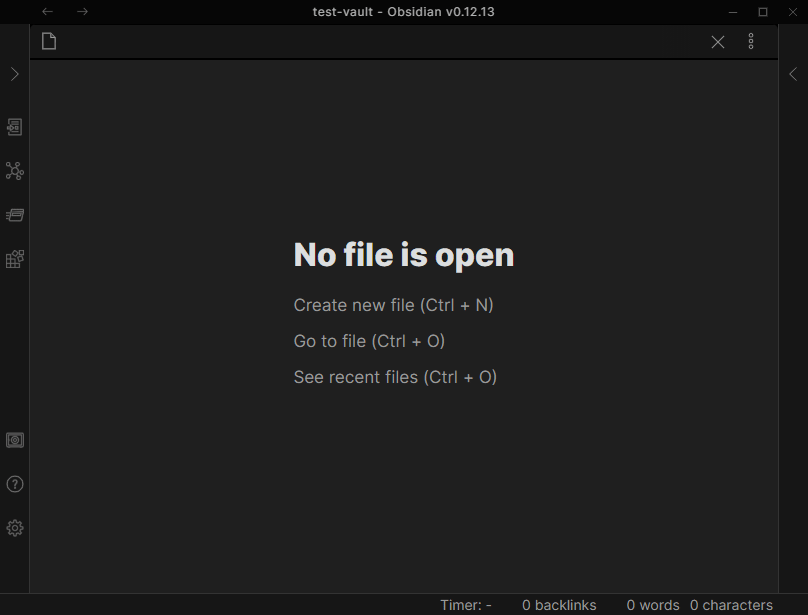 test-vault - Obsidian v0.12.13
No file is open
Create new file (Ctrl + N)
Go to file (Ctrl + O)
See recent files (Ctrl + O)
Timer: - 0 backlinks 0 words 0 characters